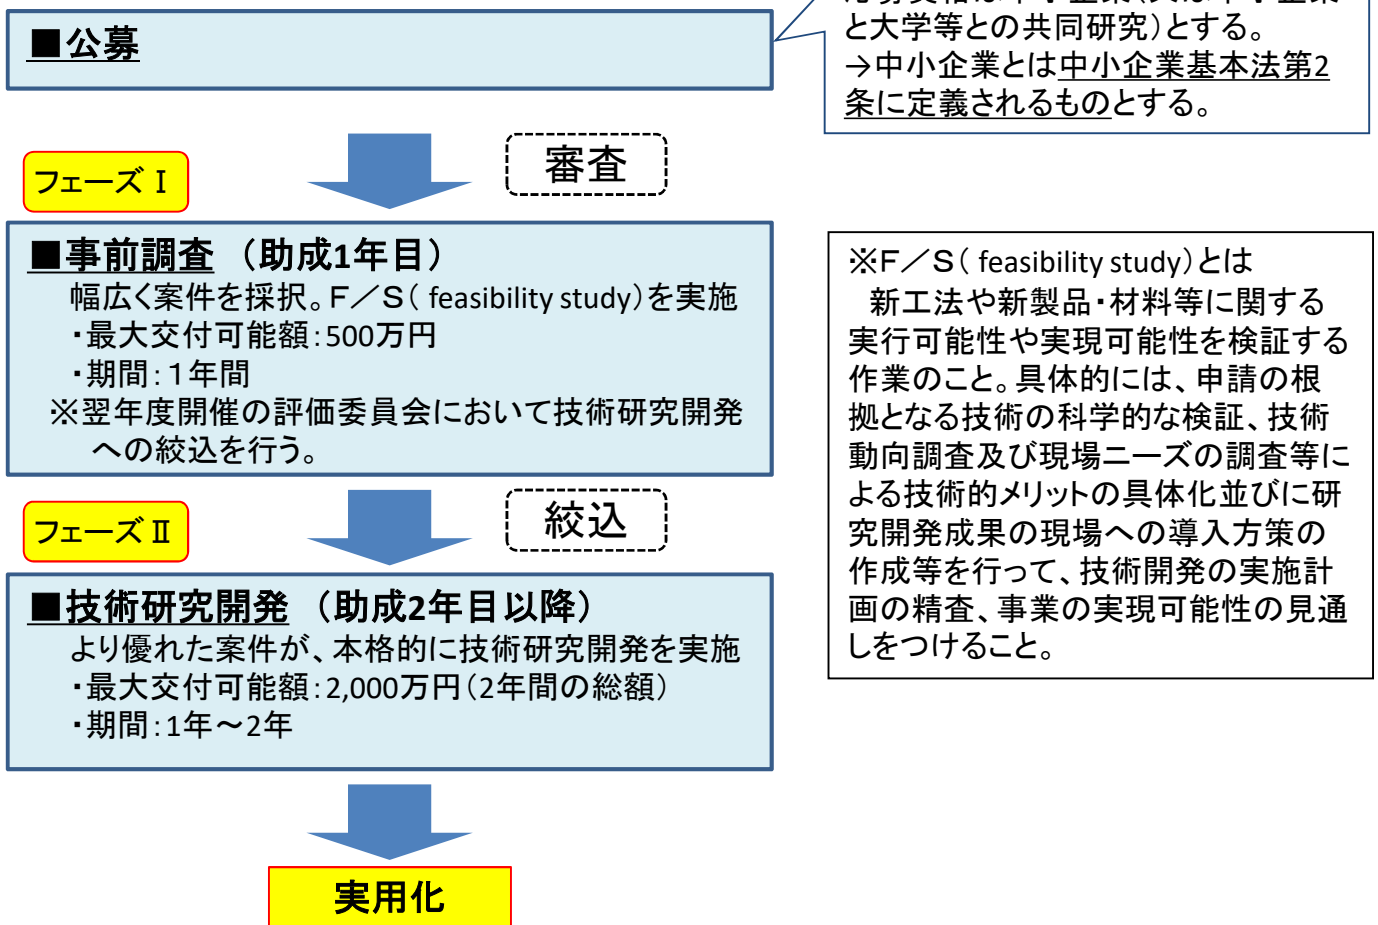 ■公募
と大学等との共同研究)とする。
→中小企業とは中小企業基本法第2
条に定義されるものとする。
審査
フェーズⅠ
■事前調査 (助成1年目)
幅広く案件を採択。F/S( feasibility study)を実施
・最大交付可能額:500万円
・期間:1年間
※翌年度開催の評価委員会において技術研究開発
への絞込を行う。
※F/S( feasibility study)とは
新工法や新製品・材料等に関する
実行可能性や実現可能性を検証する
作業のこと。具体的には、申請の根
拠となる技術の科学的な検証、技術
動向調査及び現場ニーズの調査等に
よる技術的メリットの具体化並びに研
究開発成果の現場への導入方策の
作成等を行って、技術開発の実施計
画の精査、事業の実現可能性の見通
しをつけること。
絞込
フェーズⅡ
■技術研究開発 (助成2年目以降)
より優れた案件が、本格的に技術研究開発を実施
・最大交付可能額:2,000万円(2年間の総額)
・期間:1年~2年
実用化